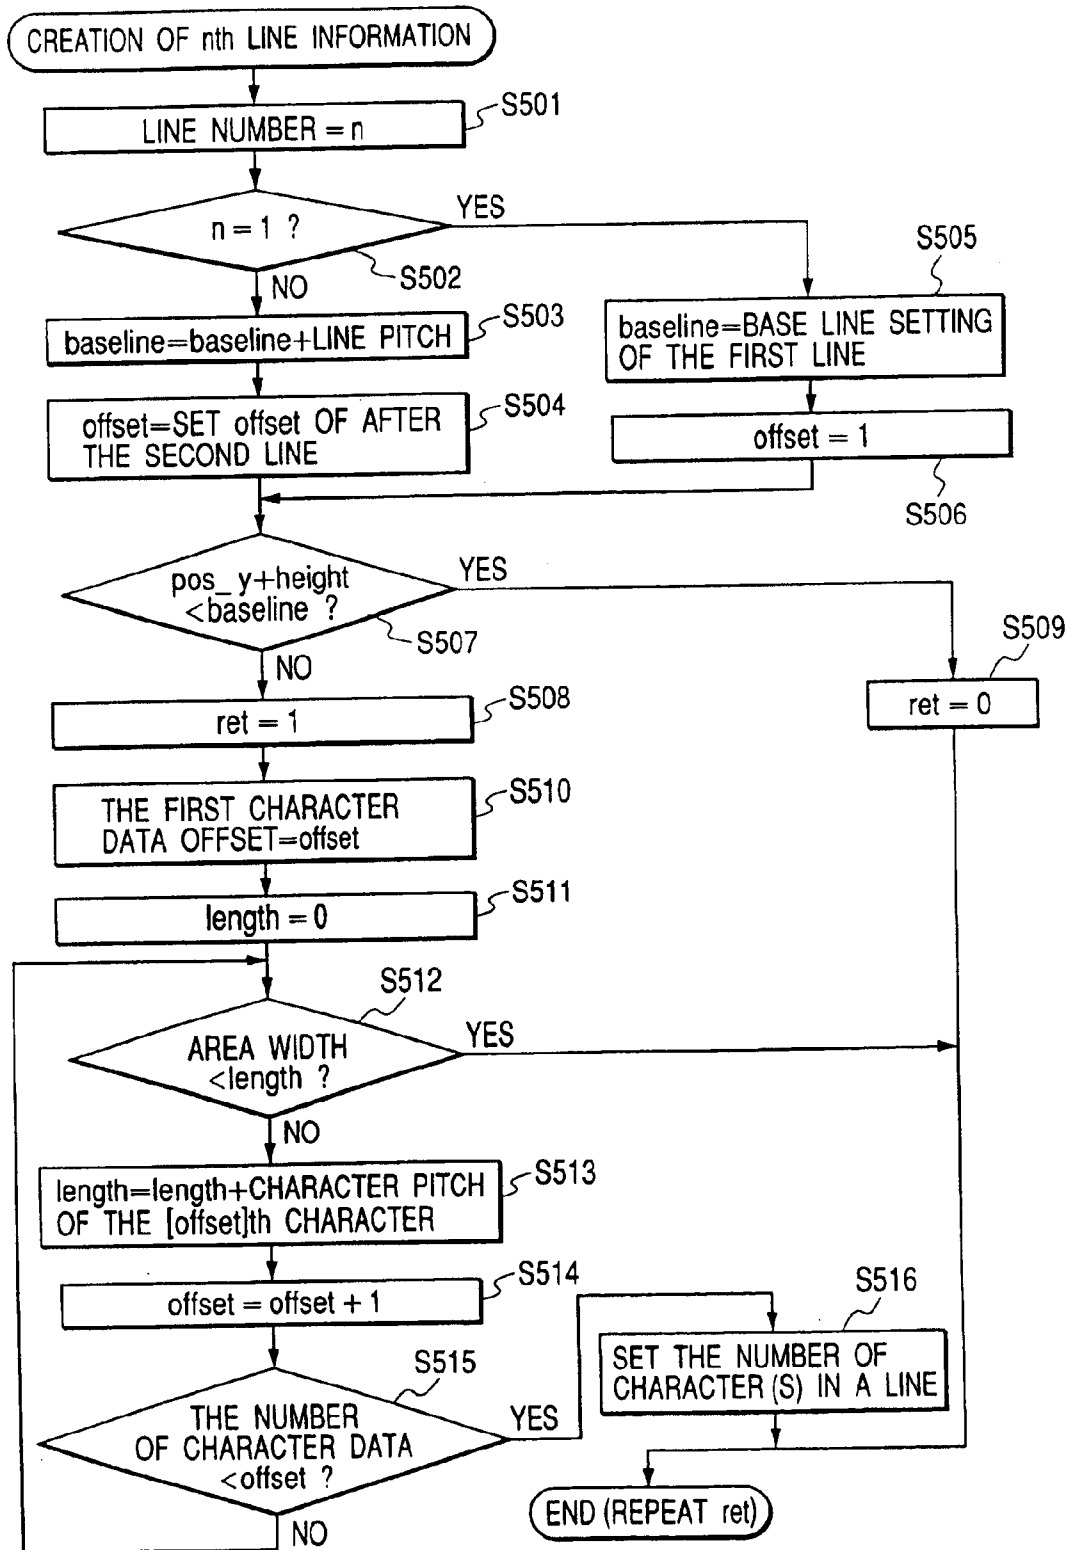 CREATION OF nth LINE INFORMATION
S501
LINE NUMBER = n
n = 1 ?
YES
S502
NO
S503
baseline=baseline+LINE PITCH
S505
baseline=BASE LINE SETTING
OF THE FIRST LINE
S504
offset=SET offset OF AFTER
THE SECOND LINE
offset = 1
S506
pos_y+height
<baseline ?
YES
S507
NO
S509
ret = 0
S508
ret = 1
S510
THE FIRST CHARACTER
DATA OFFSET=offset
S511
length = 0
S512
AREA WIDTH
<length ?
YES
NO
S513
length=length+CHARACTER PITCH
OF THE [offset]th CHARACTER
S514
offset = offset + 1
S516
SET THE NUMBER OF
CHARACTER(S) IN A LINE
S515
THE NUMBER
OF CHARACTER DATA
<offset ?
YES
NO
END (REPEAT ret)